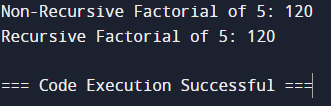 Non-Recursive Factorial of 5: 120
Recursive Factorial of 5: 120
=== Code Execution Successful ===